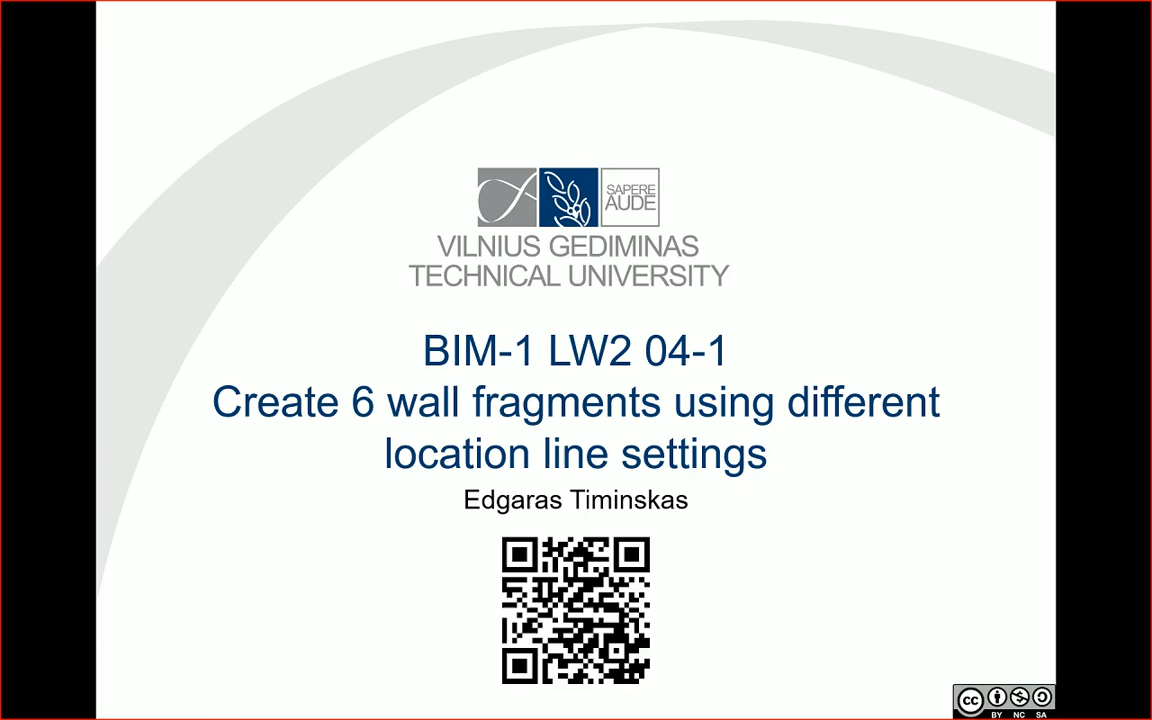 SAPERE
AUDE
VILNIUS GEDIMINAS
TECHNICAL UNIVERSITY
BIM-1 LW2 04-1
Create 6 wall fragments using different
location line settings
Edgaras Timinskas
cc
BY NC SA